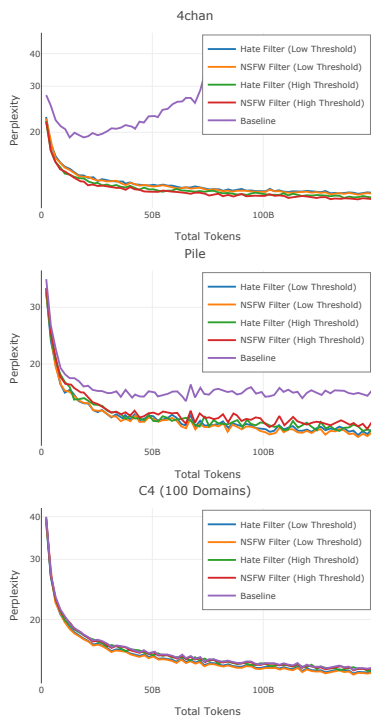 4chan
Hate Filter (Low Threshold)
NSFW Filter (Low Threshold)
Hate Filter (High Threshold)
NSFW Filter (High Threshold)
Baseline
Perplexity
40
30
20
0
50B
100B
Total Tokens
Pile
Hate Filter (Low Threshold)
NSFW Filter (Low Threshold)
Hate Filter (High Threshold)
NSFW Filter (High Threshold)
Baseline
Perplexity
30
20
0
50B
100B
Total Tokens
C4 (100 Domains)
Hate Filter (Low Threshold)
NSFW Filter (Low Threshold)
Hate Filter (High Threshold)
NSFW Filter (High Threshold)
Baseline
Perplexity
40
20
0
50B
100B
Total Tokens